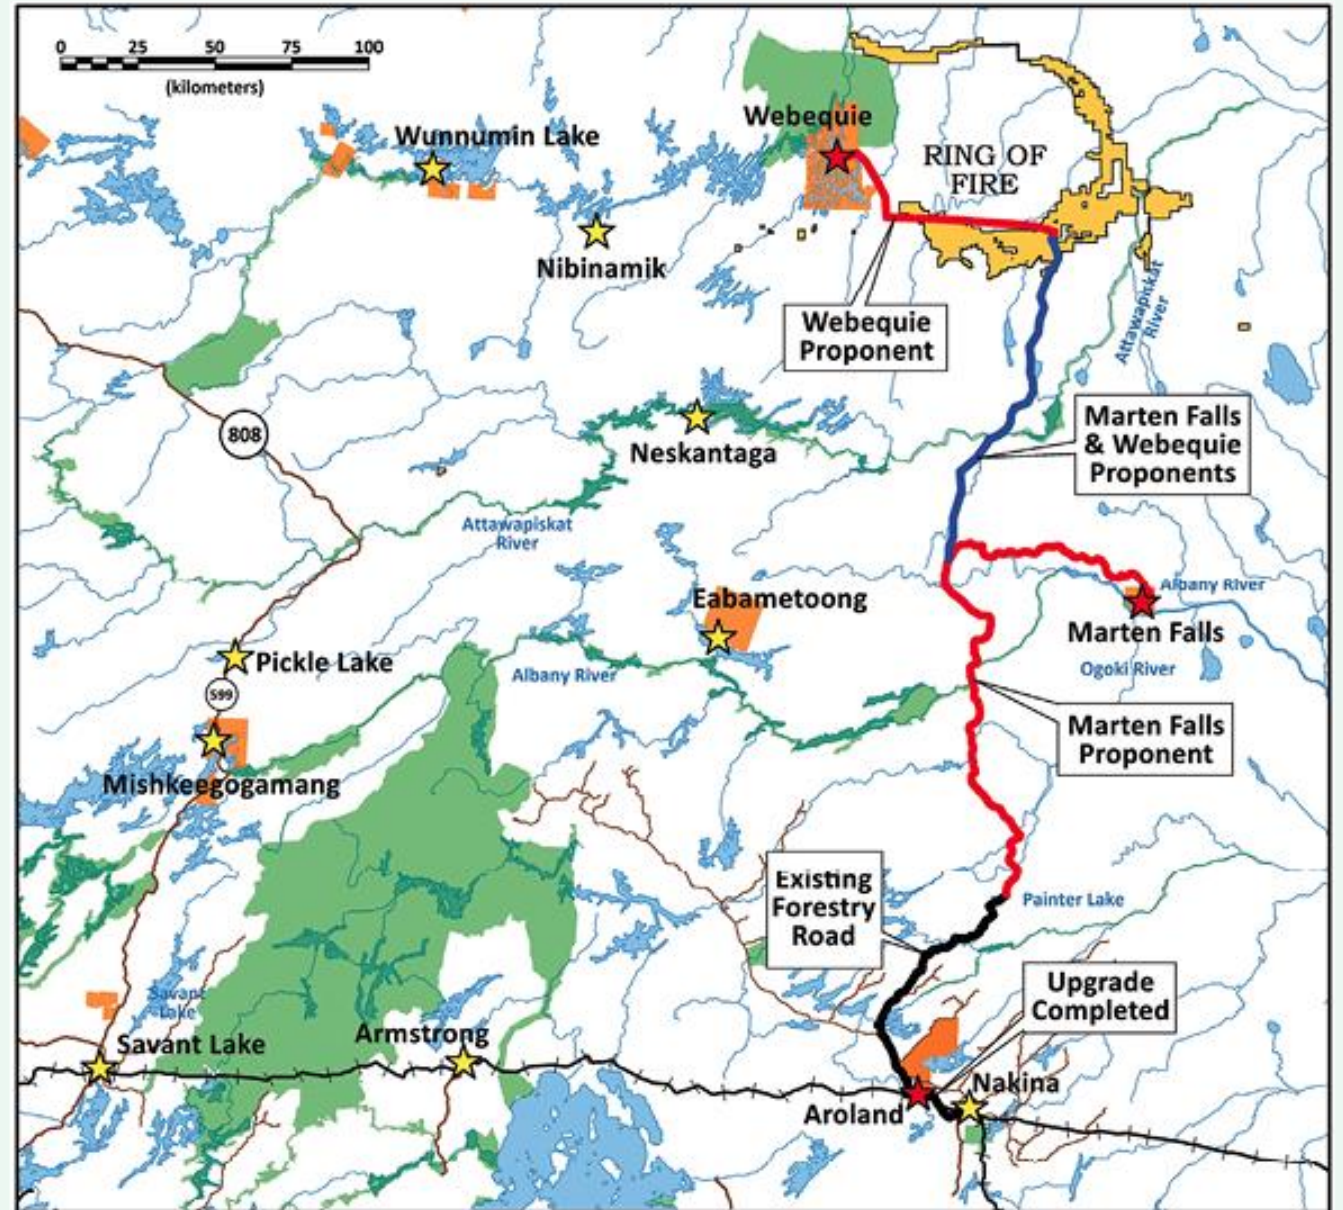 0 25 50 75 100
(kilometers)
Webequie
Wunnumin Lake
RING OF
FIRE
Nibinamik
Webequie
Proponent
Attawapiskat
River
808
Marten Falls
& Webequie
Proponents
Neskantaga
Attawapiskat
River
Eabametoong
Albany River
Marten Falls
Pickle Lake
Albany River
Ogoki River
599
Marten Falls
Proponent
Mishkeegogamang
Existing
Forestry
Road
Painter Lake
Upgrade
Completed
Savant
Lake
Savant Lake
Armstrong
Nakina
Aroland